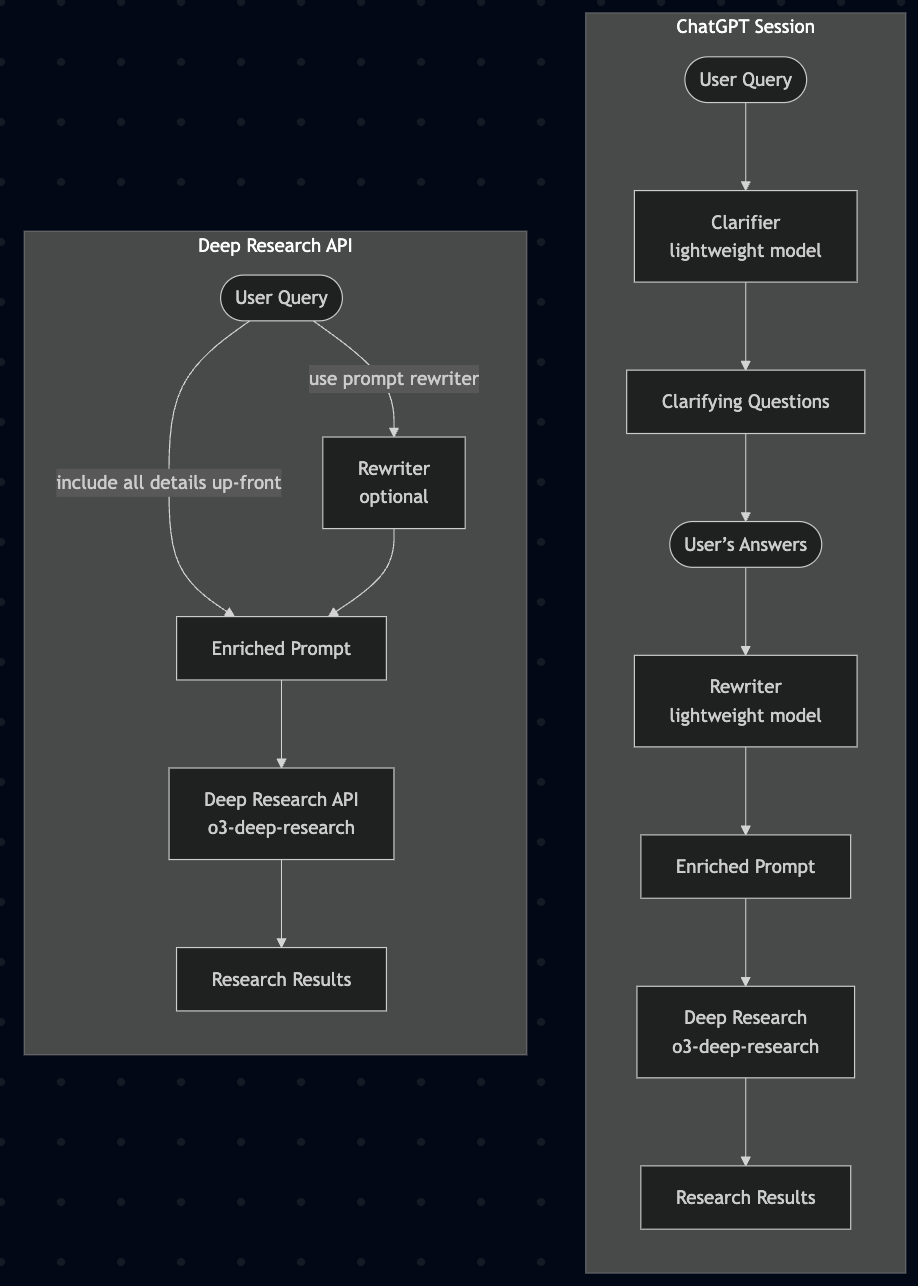 Deep Research API
User Query
use prompt rewriter
include all details up-front
Rewriter
optional
Enriched Prompt
Deep Research API
o3-deep-research
Research Results
ChatGPT Session
User Query
Clarifier
lightweight model
Clarifying Questions
User’s Answers
Rewriter
lightweight model
Enriched Prompt
Deep Research
o3-deep-research
Research Results